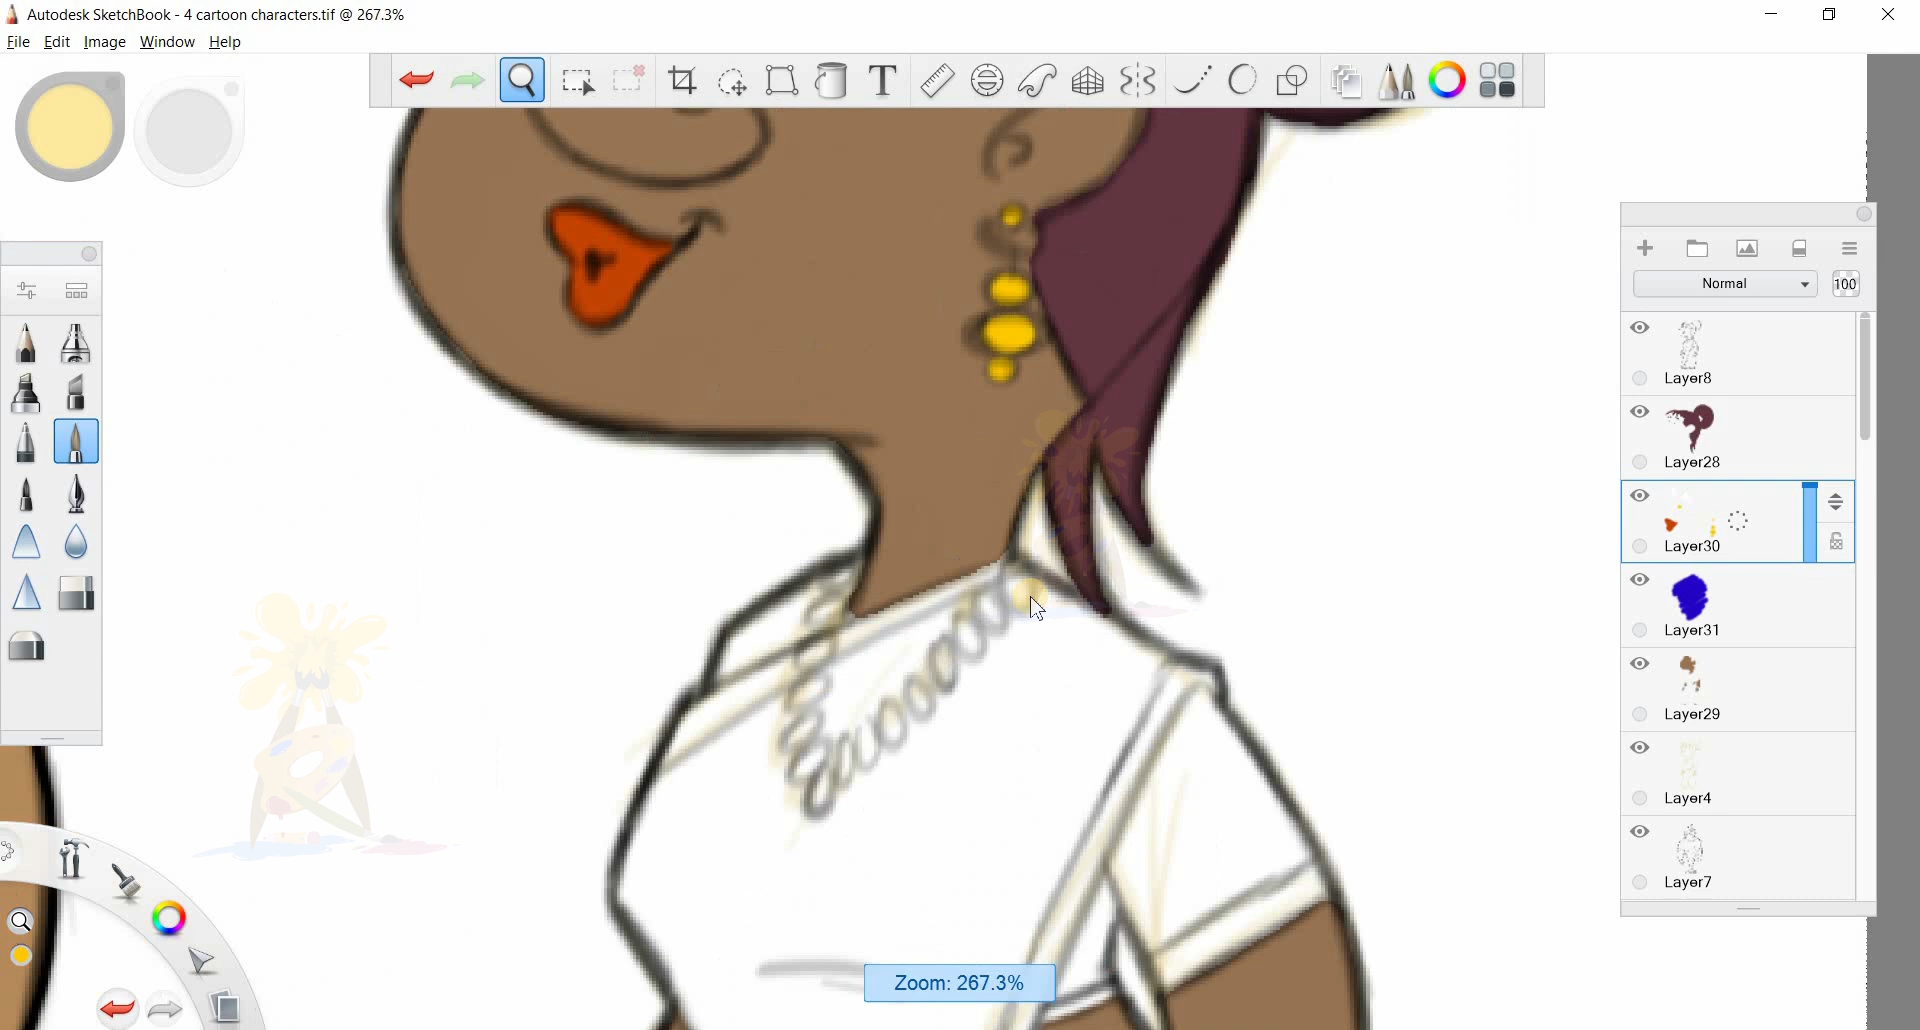 Autodesk SketchBook - 4 cartoon characters.tif @ 267.3%
File Edit Image Window Help
T
Normal 100
Layer8
Layer28
Layer30
Layer31
Layer29
Layer4
Layer7
Zoom: 267.3%